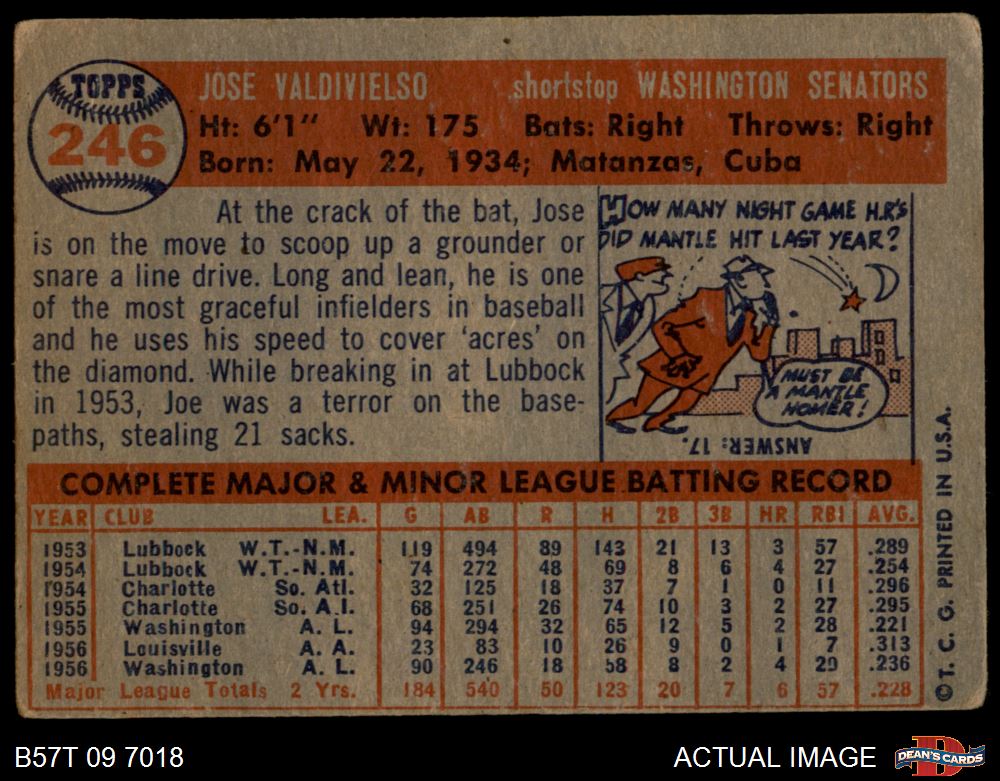 TOPPS
246
JOSE VALDIVIELSO shortstop WASHINGTON SENATORS
Ht: 6'1" Wt: 175 Bats: Right Throws: Right
Born: May 22, 1934; Matanzas, Cuba
At the crack of the bat, Jose
is on the move to scoop up a grounder or
snare a line drive. Long and lean, he is one
of the most graceful infielders in baseball
and he uses his speed to cover 'acres' on
the diamond. While breaking in at Lubbock
in 1953, Joe was a terror on the base-
paths, stealing 21 sacks.
HOW MANY NIGHT GAME H.R'S
DID MANTLE HIT LAST YEAR?
MUST BE
A MANTLE
HOMER!
ANSWER: 17.
COMPLETE MAJOR & MINOR LEAGUE BATTING RECORD
YEAR CLUB LEA. G AB R H 2B 3B HR RBI AVG.
1953 Lubbock W.T.-N.M. 119 494 89 143 21 13 3 57 .289
1954 Lubbock W.T.-N.M. 74 272 48 69 8 6 4 27 .254
1954 Charlotte So. Atl. 32 125 18 37 7 1 0 11 .296
1955 Charlotte So. A.l. 68 251 26 74 10 3 2 27 .295
1955 Washington A. L. 94 294 32 65 12 5 2 28 .221
1956 Louisville A. A. 23 83 10 26 9 0 1 7 .313
1956 Washington A. L. 90 246 18 58 8 2 4 29 .236
Major League Totals 2 Yrs. 184 540 50 123 20 7 6 57 .228
© T. C. G. PRINTED IN U.S.A.
B57T 09 7018
ACTUAL IMAGE
DEAN'S CARDS